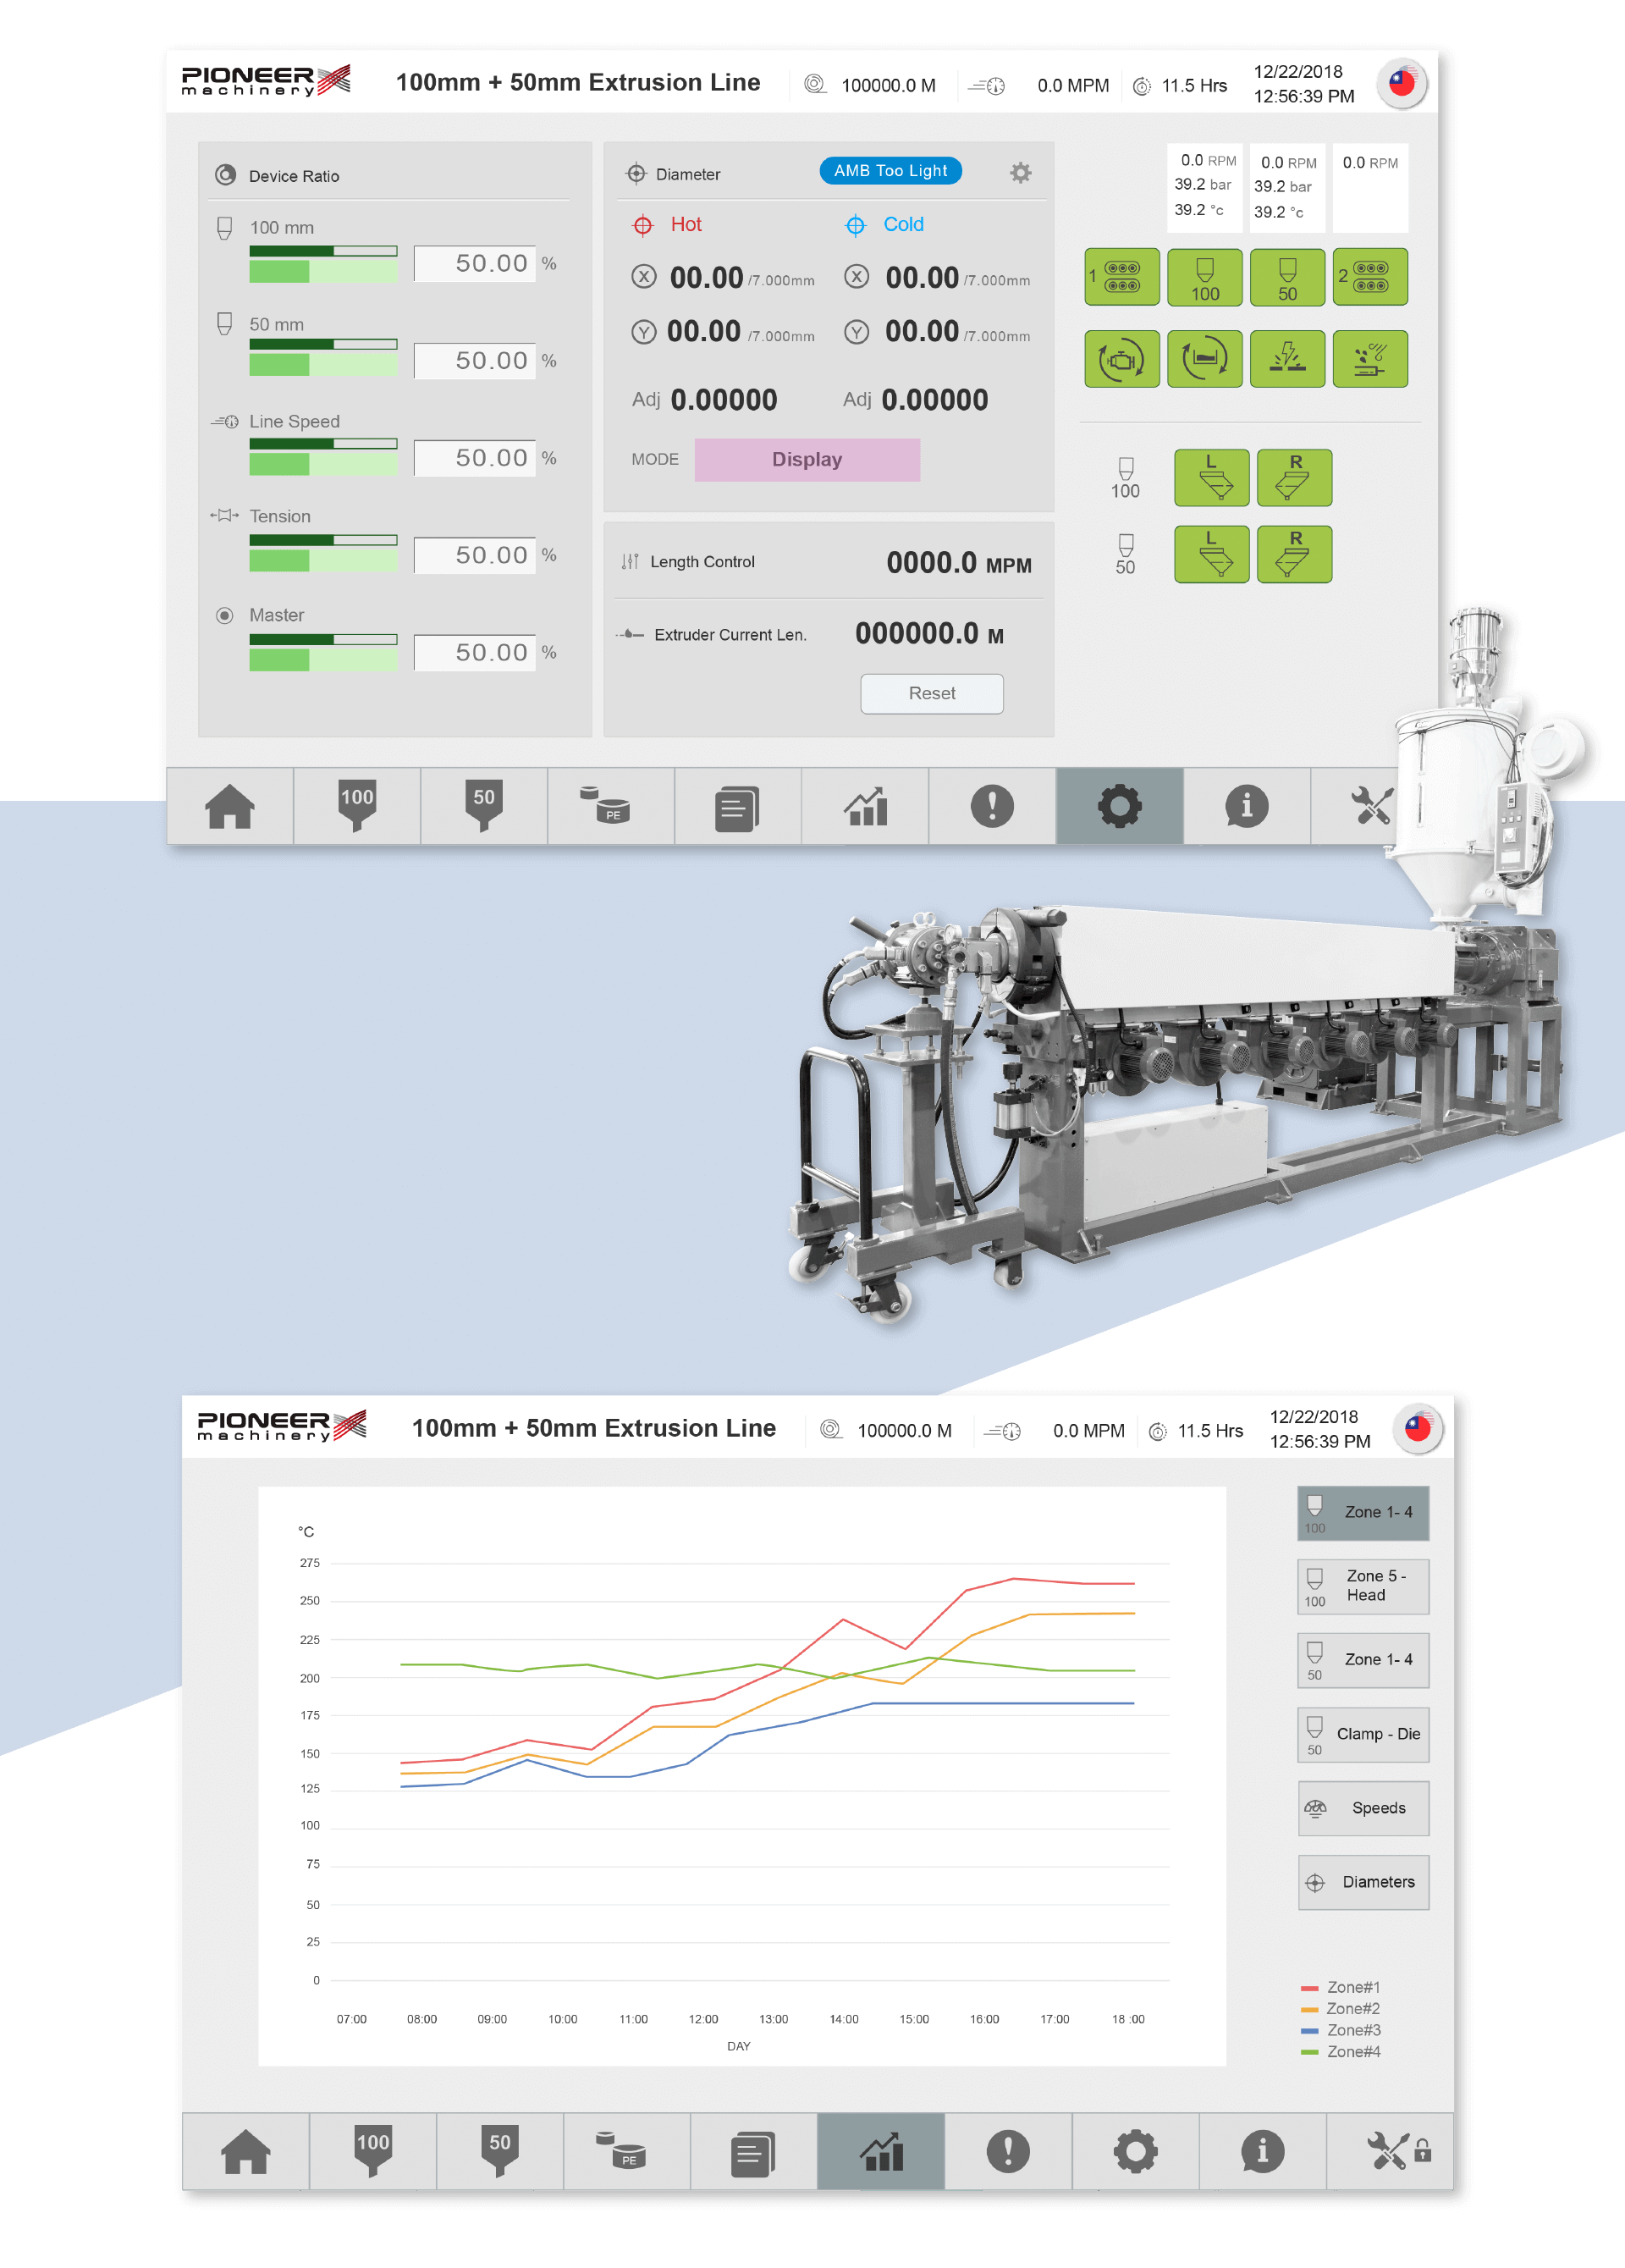 PIONEER
machinery
100mm + 50mm Extrusion Line
100000.0 M
0.0 MPM
11.5 Hrs
12/22/2018
12:56:39 PM
Device Ratio
100 mm
50.00 %
50 mm
50.00 %
Line Speed
50.00 %
Tension
50.00 %
Master
50.00 %
Diameter
AMB Too Light
Hot
Cold
X 00.00 /7.000mm
X 00.00 /7.000mm
Y 00.00 /7.000mm
Y 00.00 /7.000mm
Adj 0.00000
Adj 0.00000
MODE
Display
Length Control
0000.0 MPM
Extruder Current Len.
000000.0 M
Reset
0.0 RPM
39.2 bar
39.2 °c
0.0 RPM
39.2 bar
39.2 °c
0.0 RPM
1
100
50
2
100
L
R
50
L
R
100
50
PE
PIONEER
machinery
100mm + 50mm Extrusion Line
100000.0 M
0.0 MPM
11.5 Hrs
12/22/2018
12:56:39 PM
°C
275
250
225
200
175
150
125
100
75
50
25
0
07:00 08:00 09:00 10:00 11:00 12:00 13:00 14:00 15:00 16:00 17:00 18 :00
DAY
100
Zone 1- 4
100
Zone 5 -
Head
50
Zone 1- 4
50
Clamp - Die
Speeds
Diameters
Zone#1
Zone#2
Zone#3
Zone#4
100
50
PE